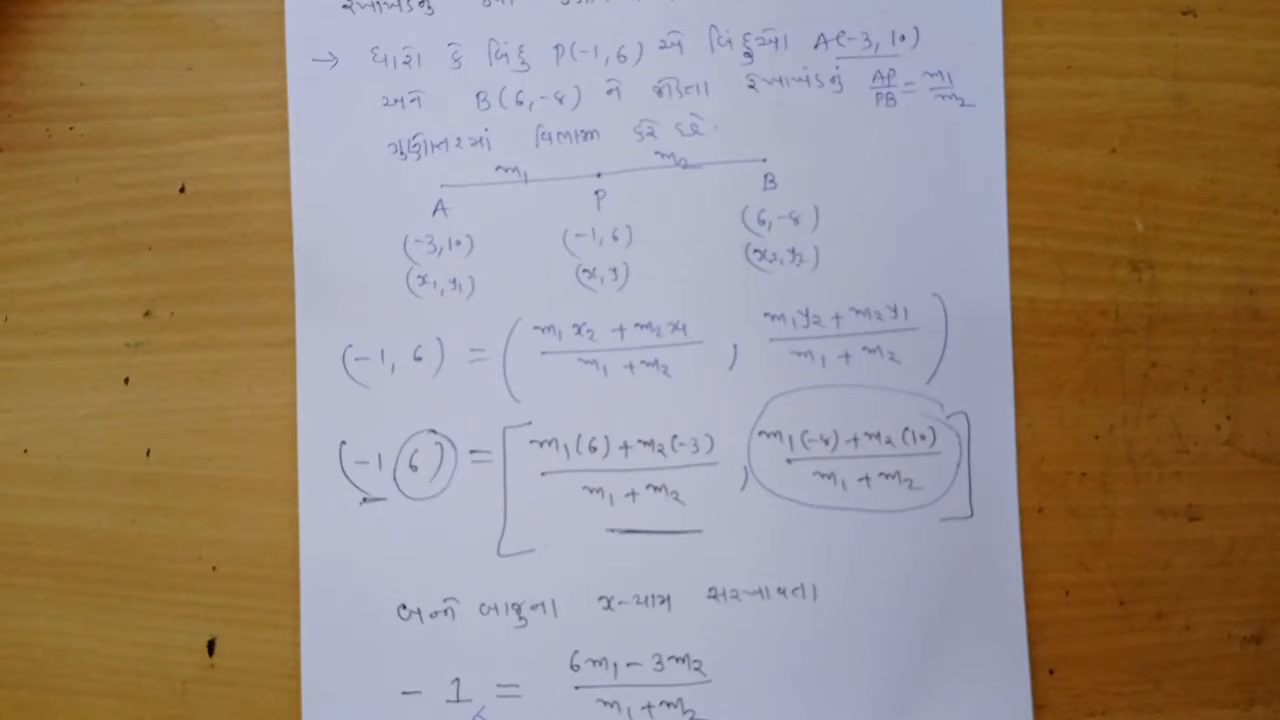 રેખાખંડનું
→ ધારો કે બિંદુ P(-1, 6) એ બિંદુઓ A(-3, 10)
અને B(6, -8) ને જોડતા રેખાખંડનું AP/PB = m₁/m₂
ગુણોત્તરમાં વિભાજન કરે છે.
m₁ m₂
A P B
(-3, 10) (-1, 6) (6, -8)
(x₁, y₁) (x, y) (x₂, y₂)
(-1, 6) = ( (m₁x₂ + m₂x₁)/(m₁ + m₂) , (m₁y₂ + m₂y₁)/(m₁ + m₂) )
(-1, 6) = [ (m₁(6) + m₂(-3))/(m₁ + m₂) , (m₁(-8) + m₂(10))/(m₁ + m₂) ]
બન્ને બાજુના x-યામ સરખાવતા
- 1 = (6m₁ - 3m₂)/(m₁ + m₂)